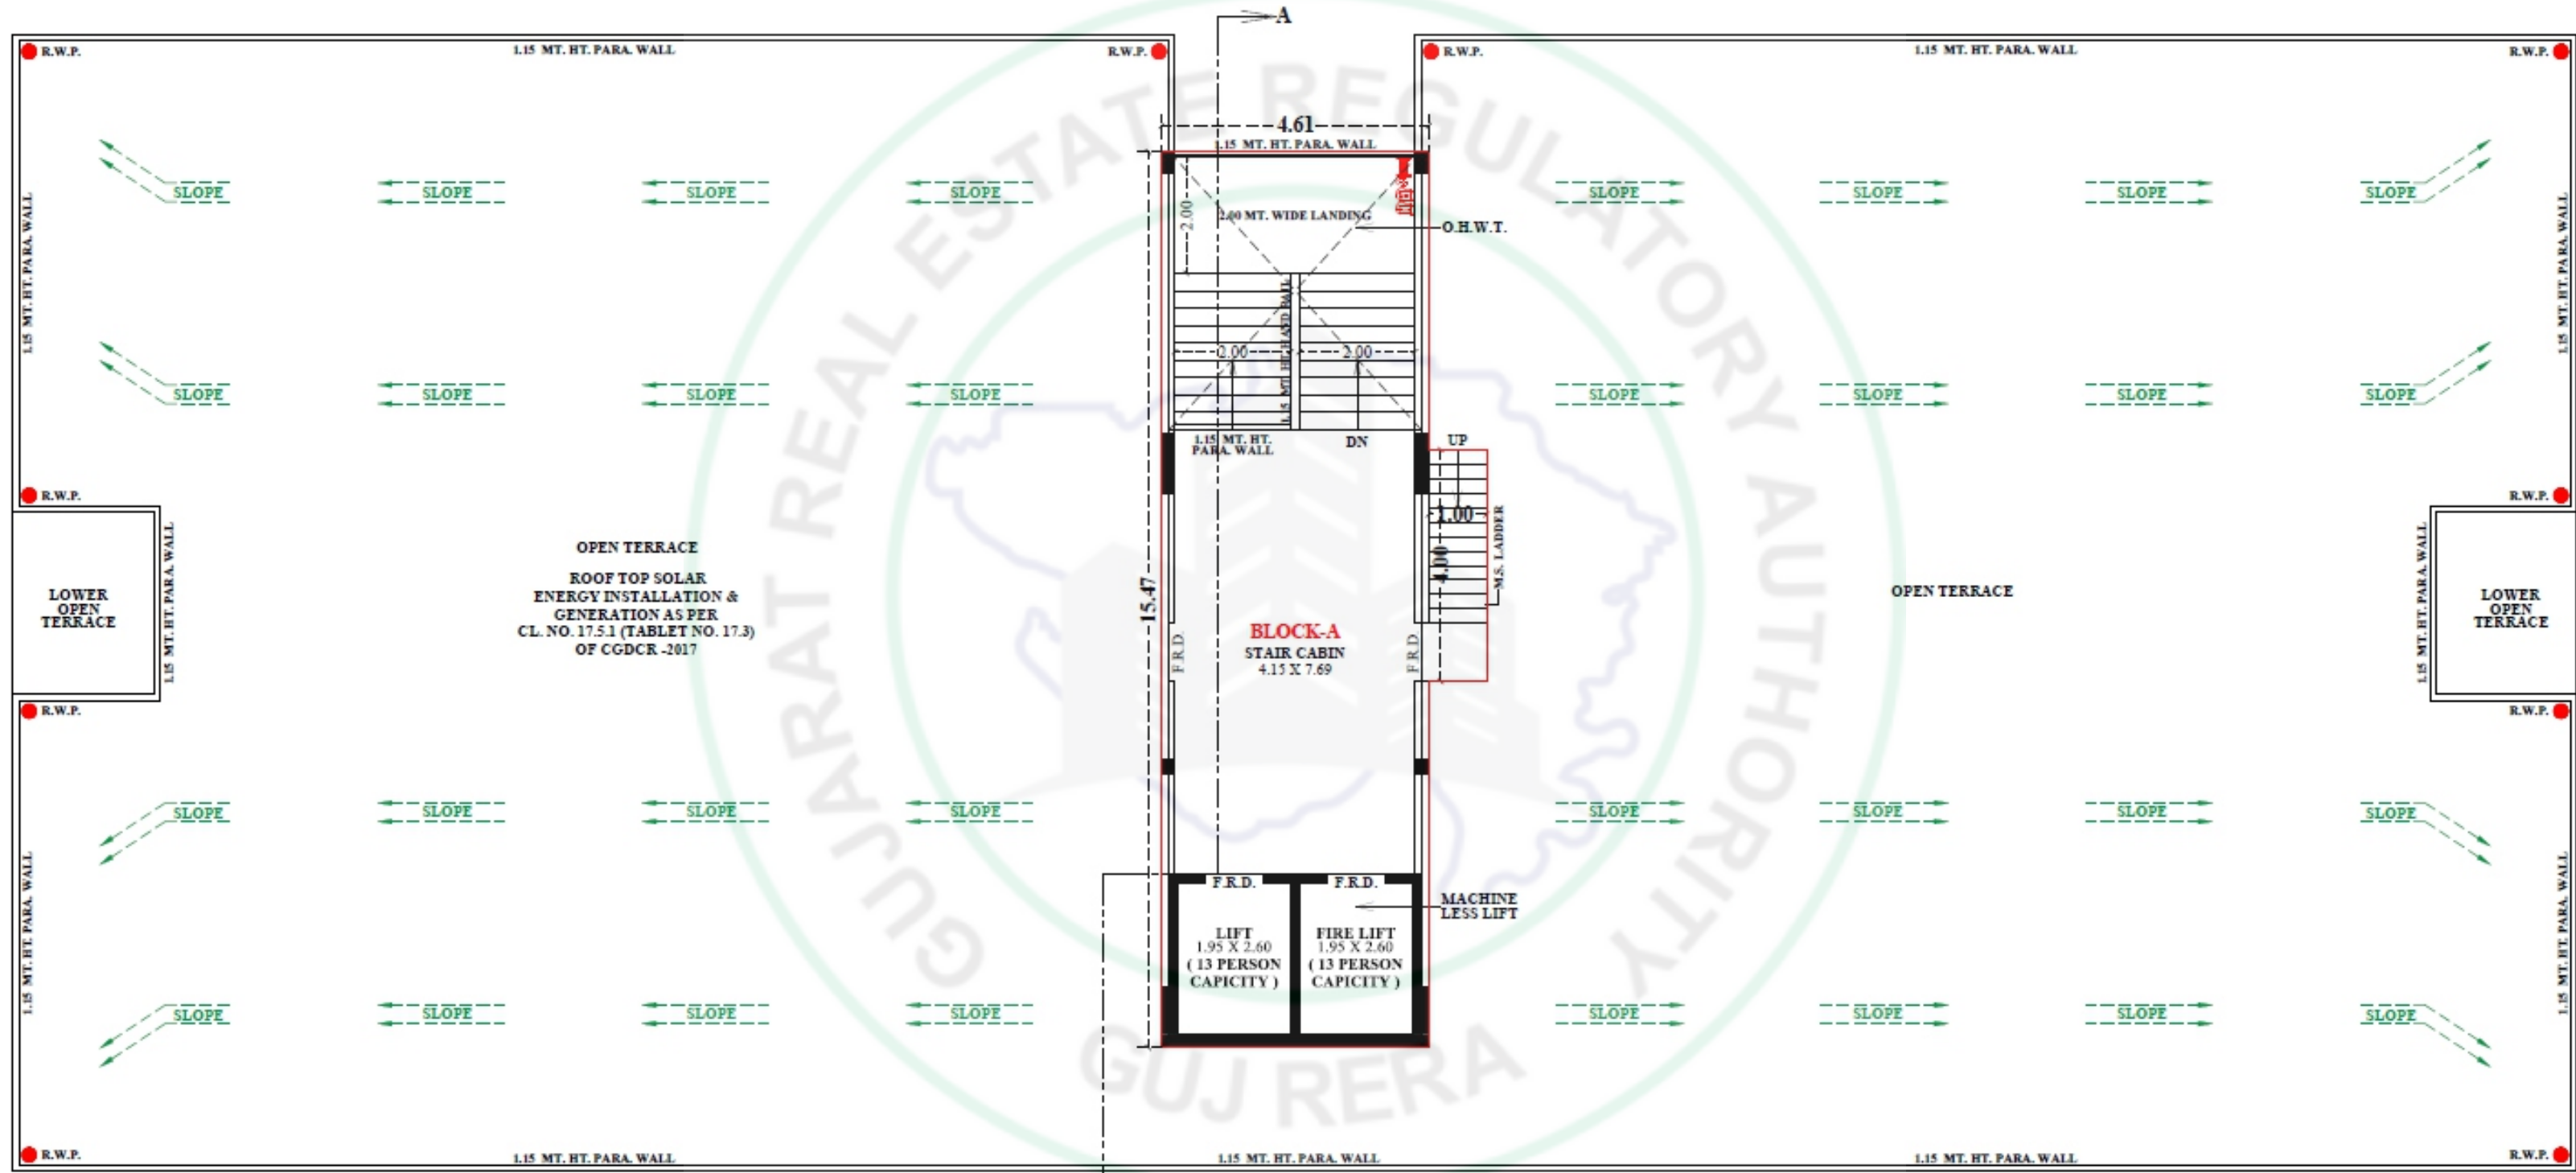 A
R.W.P.
1.15 MT. HT. PARA. WALL
R.W.P.
R.W.P.
1.15 MT. HT. PARA. WALL
R.W.P.
4.61
1.15 MT. HT. PARA. WALL
SLOPE
SLOPE
SLOPE
SLOPE
2.00
2.00 MT. WIDE LANDING
O.H.W.T.
SLOPE
SLOPE
SLOPE
SLOPE
1.15 MT. HT. PARA. WALL
1.15 MT. HT. PARA. WALL
2.00
1.15 MT. HT. HAND RAIL
2.00
SLOPE
SLOPE
SLOPE
SLOPE
SLOPE
SLOPE
SLOPE
SLOPE
1.15 MT. HT.
PARA. WALL
DN
UP
R.W.P.
R.W.P.
1.00
4.00
M.S. LADDER
LOWER
OPEN
TERRACE
1.15 MT. HT. PARA. WALL
OPEN TERRACE
ROOF TOP SOLAR
ENERGY INSTALLATION &
GENERATION AS PER
CL. NO. 17.5.1 (TABLET NO. 17.3)
OF CGDCR -2017
15.47
F.R.D.
BLOCK-A
STAIR CABIN
4.15 X 7.69
F.R.D.
OPEN TERRACE
1.15 MT. HT. PARA. WALL
LOWER
OPEN
TERRACE
R.W.P.
R.W.P.
SLOPE
SLOPE
SLOPE
SLOPE
SLOPE
SLOPE
SLOPE
SLOPE
1.15 MT. HT. PARA. WALL
1.15 MT. HT. PARA. WALL
F.R.D.
F.R.D.
MACHINE
LESS LIFT
LIFT
1.95 X 2.60
( 13 PERSON
CAPICITY )
FIRE LIFT
1.95 X 2.60
( 13 PERSON
CAPICITY )
SLOPE
SLOPE
SLOPE
SLOPE
SLOPE
SLOPE
SLOPE
SLOPE
R.W.P.
1.15 MT. HT. PARA. WALL
1.15 MT. HT. PARA. WALL
1.15 MT. HT. PARA. WALL
R.W.P.
GUJARAT REAL ESTATE REGULATORY AUTHORITY
GUJ RERA